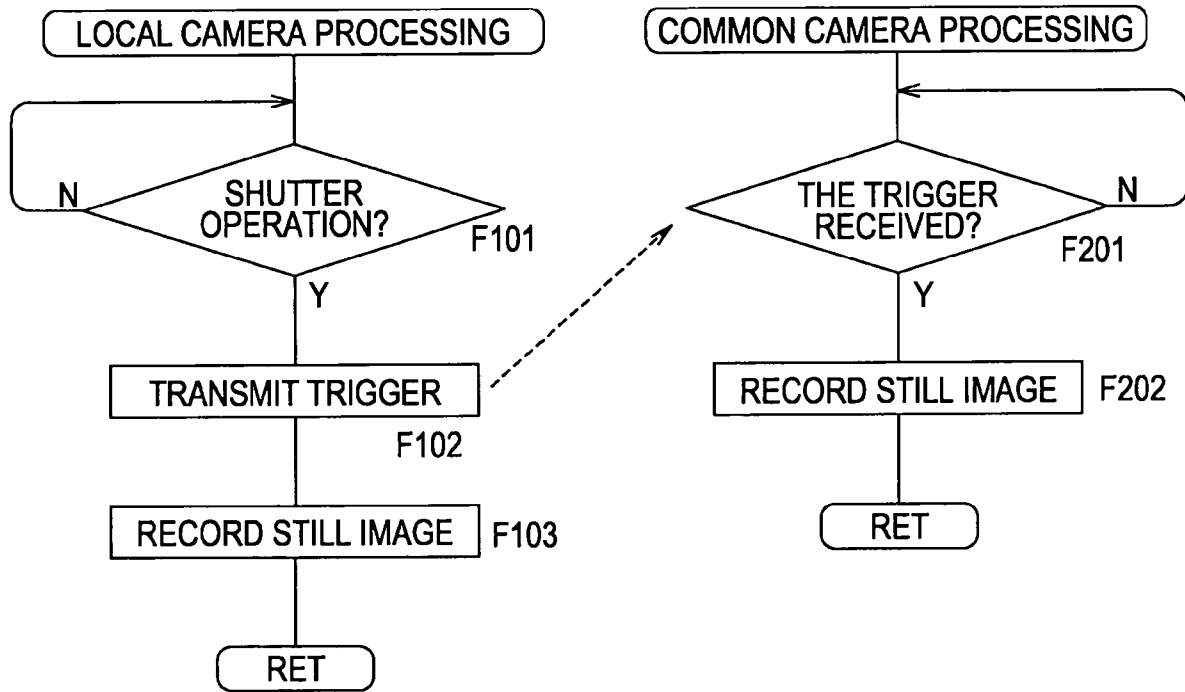 LOCAL CAMERA PROCESSING
N
SHUTTER
OPERATION?
F101
Y
TRANSMIT TRIGGER
F102
RECORD STILL IMAGE
F103
RET
COMMON CAMERA PROCESSING
THE TRIGGER
RECEIVED?
N
F201
Y
RECORD STILL IMAGE
F202
RET